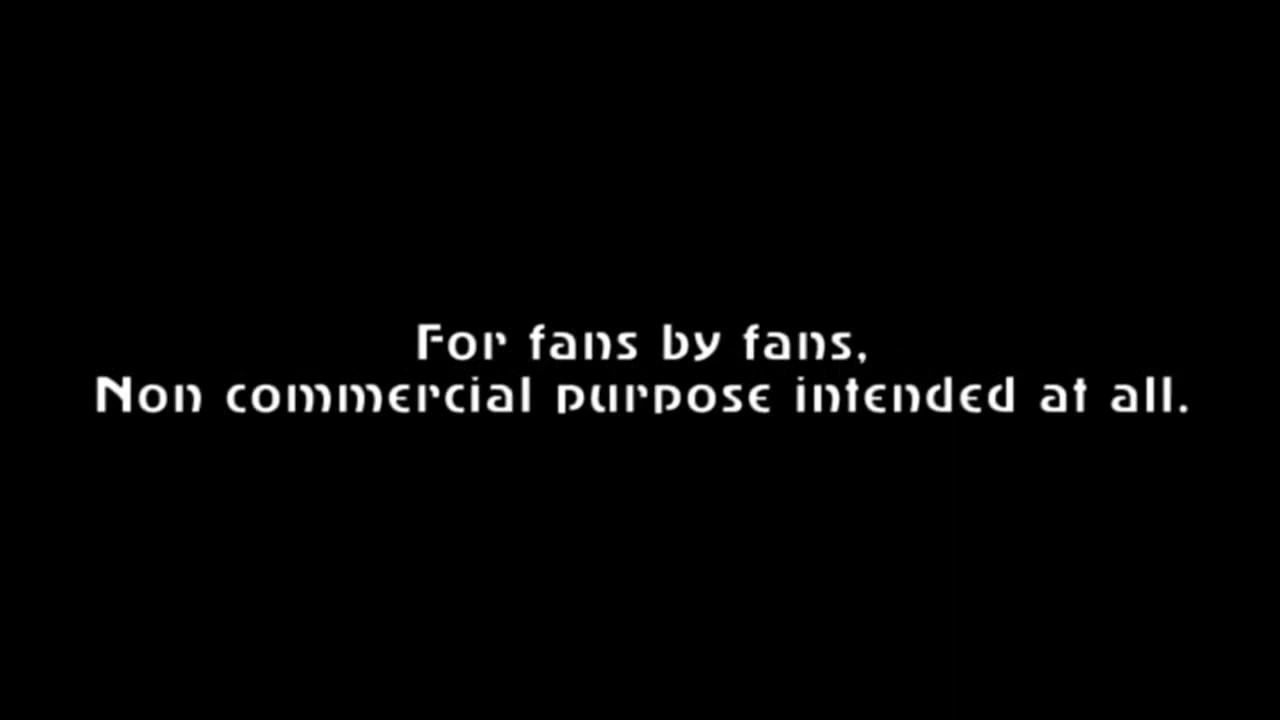 For fans by fans,
Non commercial purpose intended at all.